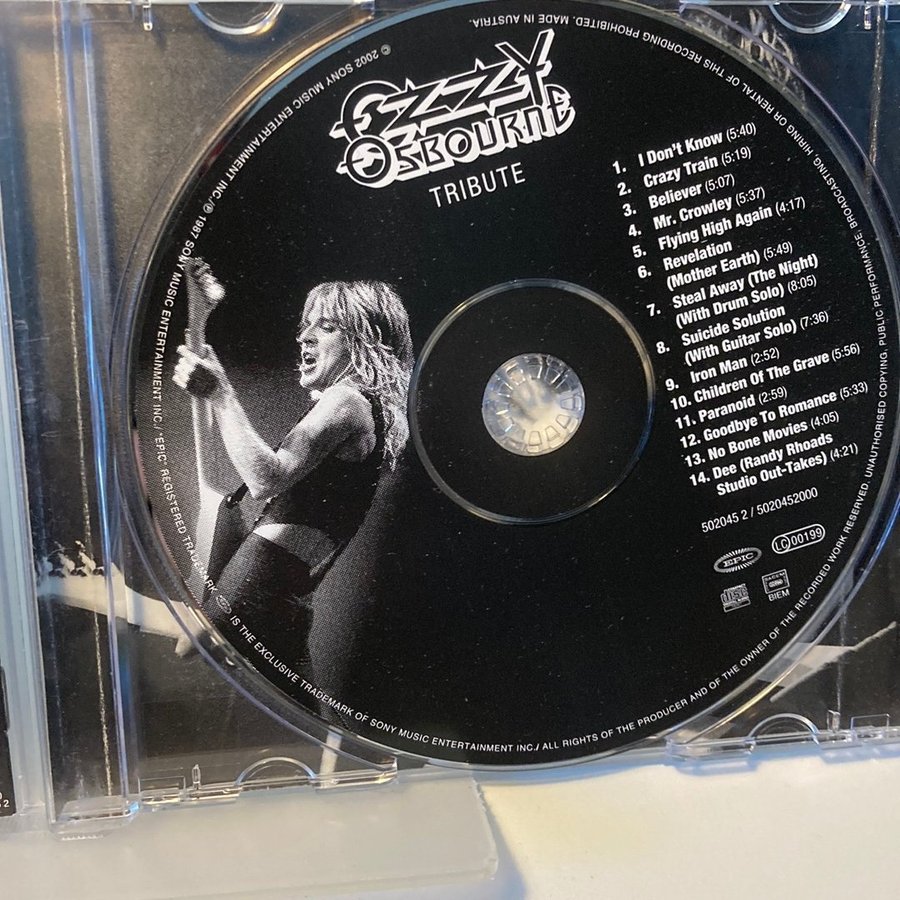 OZZY
OSBOURNE
TRIBUTE
1. I Don't Know (5:40)
2. Crazy Train (5:19)
3. Believer (5:07)
4. Mr. Crowley (5:37)
5. Flying High Again (4:17)
6. Revelation
(Mother Earth) (5:49)
7. Steal Away (The Night)
(With Drum Solo) (8:05)
8. Suicide Solution
(With Guitar Solo) (7:36)
9. Iron Man (2:52)
10. Children Of The Grave (5:56)
11. Paranoid (2:59)
12. Goodbye To Romance (5:33)
13. No Bone Movies (4:05)
14. Dee (Randy Rhoads
Studio Out-Takes) (4:21)
502045 2 / 5020452000
EPIC
LC 00199
disc
SACEM
BIEM
© 2002 SONY MUSIC ENTERTAINMENT INC./℗ 1987 SONY MUSIC ENTERTAINMENT INC./ "EPIC" REGISTERED TRADEMARK. EPIC IS THE EXCLUSIVE TRADEMARK OF SONY MUSIC ENTERTAINMENT INC./ ALL RIGHTS OF THE PRODUCER AND OF THE OWNER OF THE RECORDED WORK RESERVED. UNAUTHORISED COPYING, PUBLIC PERFORMANCE, BROADCASTING, HIRING OR RENTAL OF THIS RECORDING PROHIBITED. MADE IN AUSTRIA.